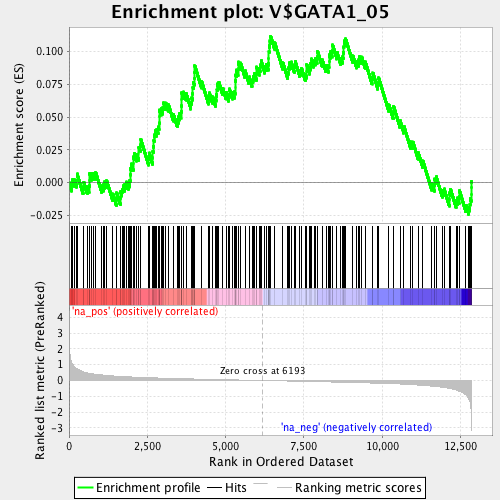 Enrichment plot: V$GATA1_05
Enrichment score (ES)
0.100
0.075
0.050
0.025
0.000
-0.025
Ranked list metric (PreRanked)
'na_pos' (positively correlated)
4
3
2
1
0
-1
-2
-3
Zero cross at 6193
'na_neg' (negatively correlated)
0
2,500
5,000
7,500
10,000
12,500
Rank in Ordered Dataset
Enrichment profile
Hits
Ranking metric scores